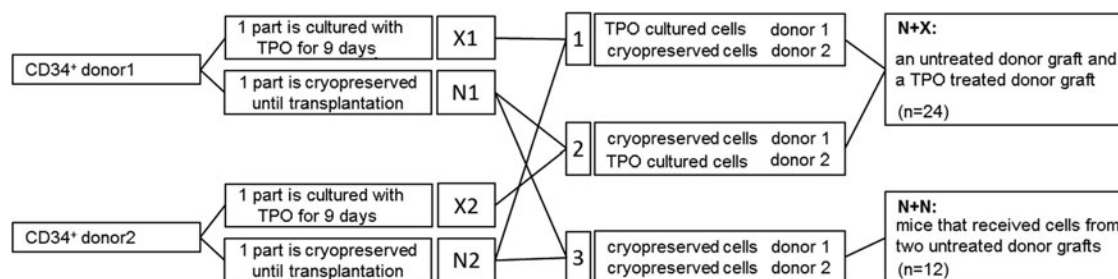 CD34+ donor1
1 part is cultured with
TPO for 9 days
X1
1 part is cryopreserved
until transplantation
N1
CD34+ donor2
1 part is cultured with
TPO for 9 days
X2
1 part is cryopreserved
until transplantation
N2
1
TPO cultured cells donor 1
cryopreserved cells donor 2
2
cryopreserved cells donor 1
TPO cultured cells donor 2
3
cryopreserved cells donor 1
cryopreserved cells donor 2
N+X:
an untreated donor graft and
a TPO treated donor graft
(n=24)
N+N:
mice that received cells from
two untreated donor grafts
(n=12)